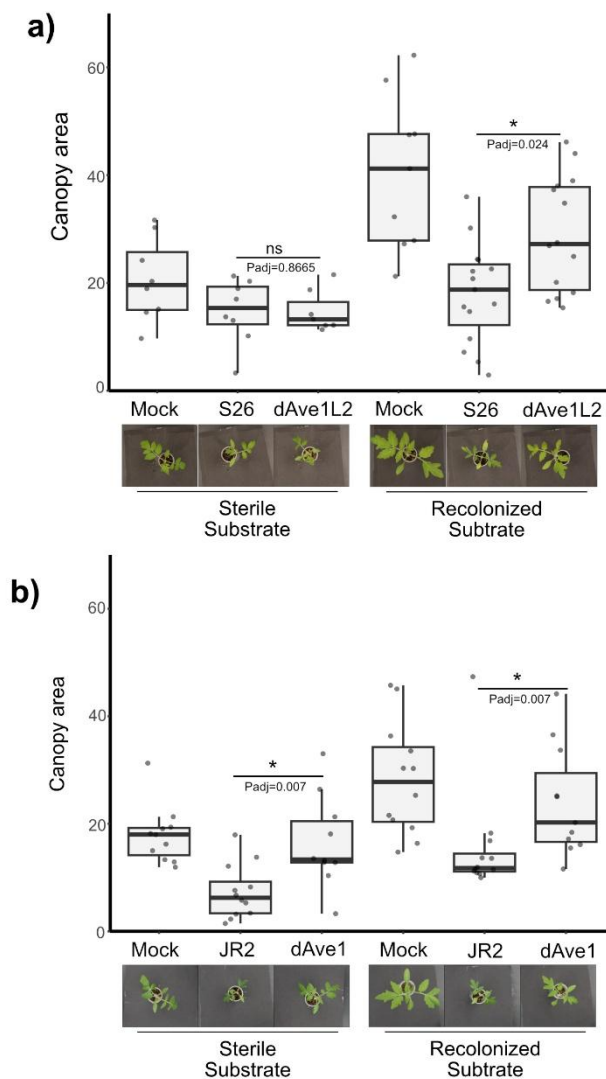 a)
Canopy area
60
40
20
0
ns
Padj=0.8665
*
Padj=0.024
Mock S26 dAve1L2 Mock S26 dAve1L2
Sterile Recolonized
Substrate Subtrate
b)
Canopy area
60
40
20
0
*
Padj=0.007
*
Padj=0.007
Mock JR2 dAve1 Mock JR2 dAve1
Sterile Recolonized
Substrate Subtrate